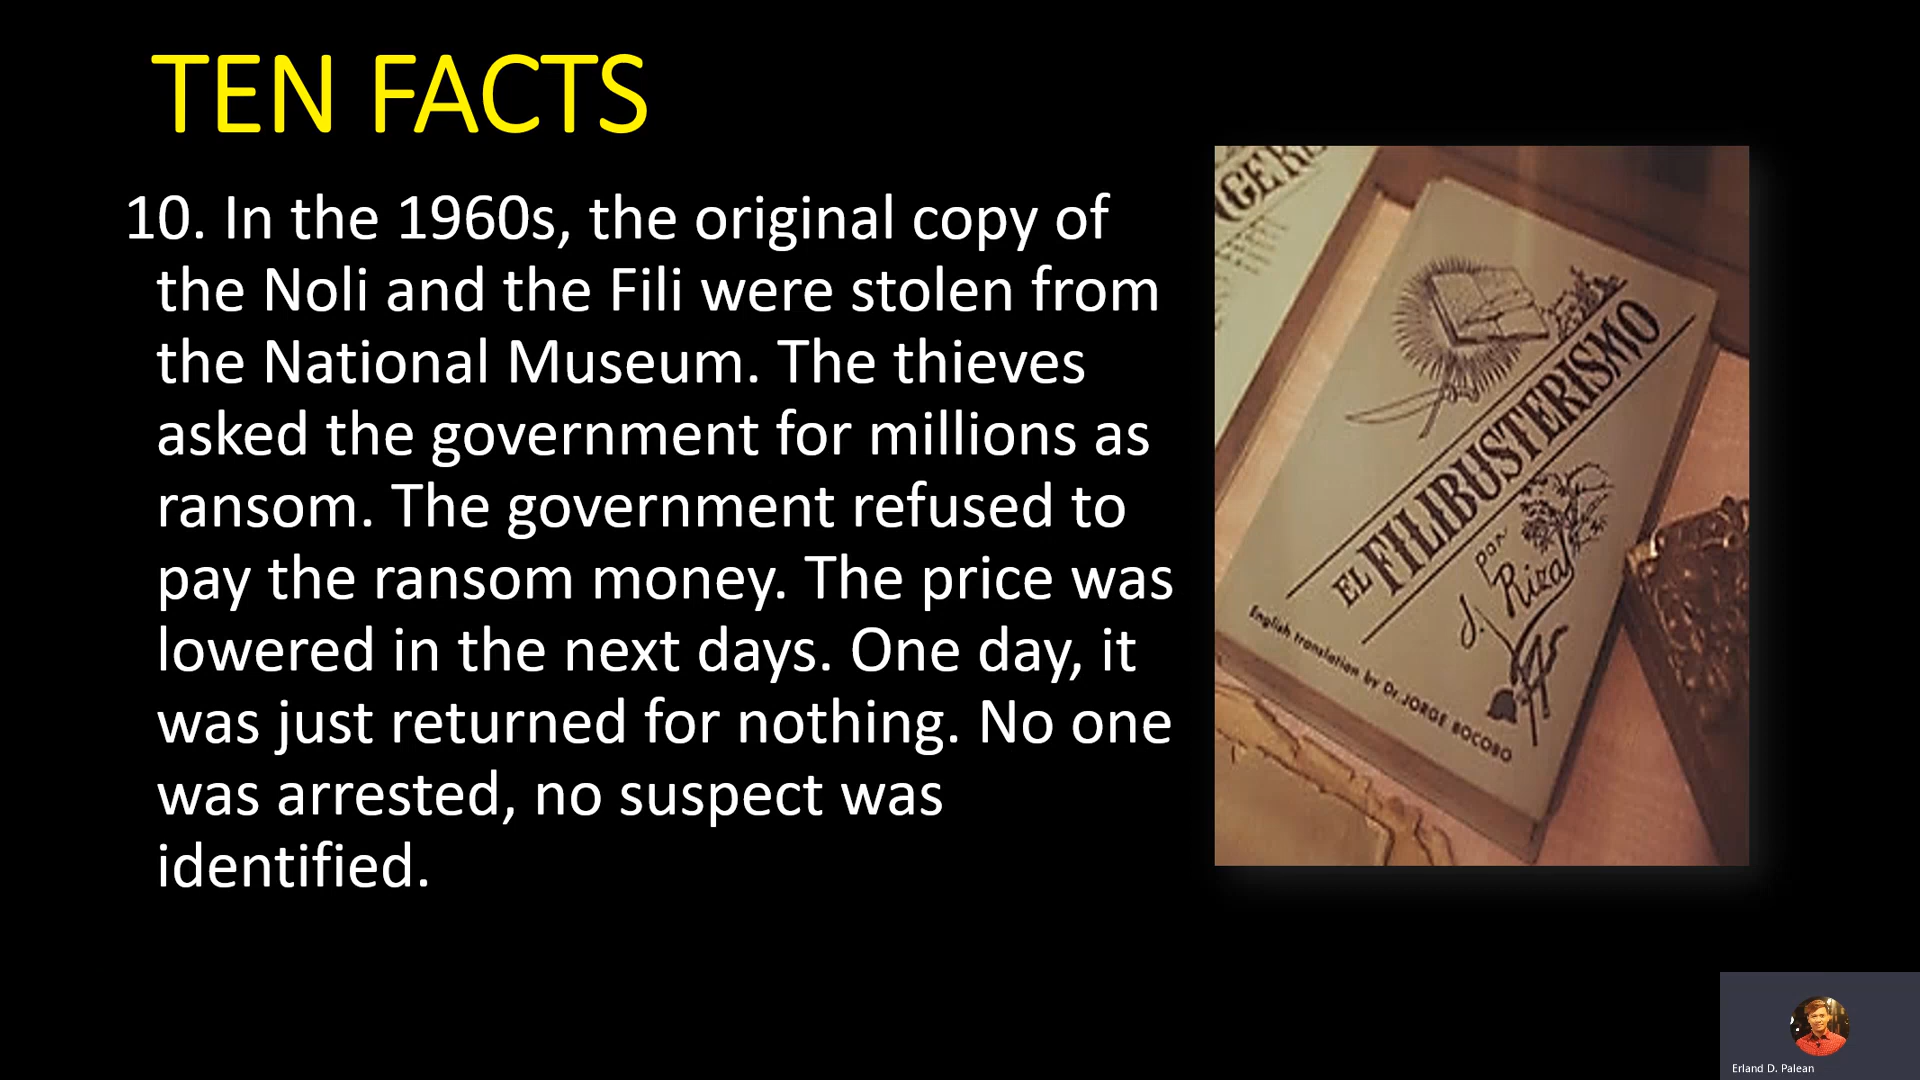 TEN FACTS
10. In the 1960s, the original copy of
the Noli and the Fili were stolen from
the National Museum. The thieves
asked the government for millions as
ransom. The government refused to
pay the ransom money. The price was
lowered in the next days. One day, it
was just returned for nothing. No one
was arrested, no suspect was
identified.
EL FILIBUSTERISMO
por
J. Rizal
English translation by Dr. JORGE BOCOBO
Erland D. Palean